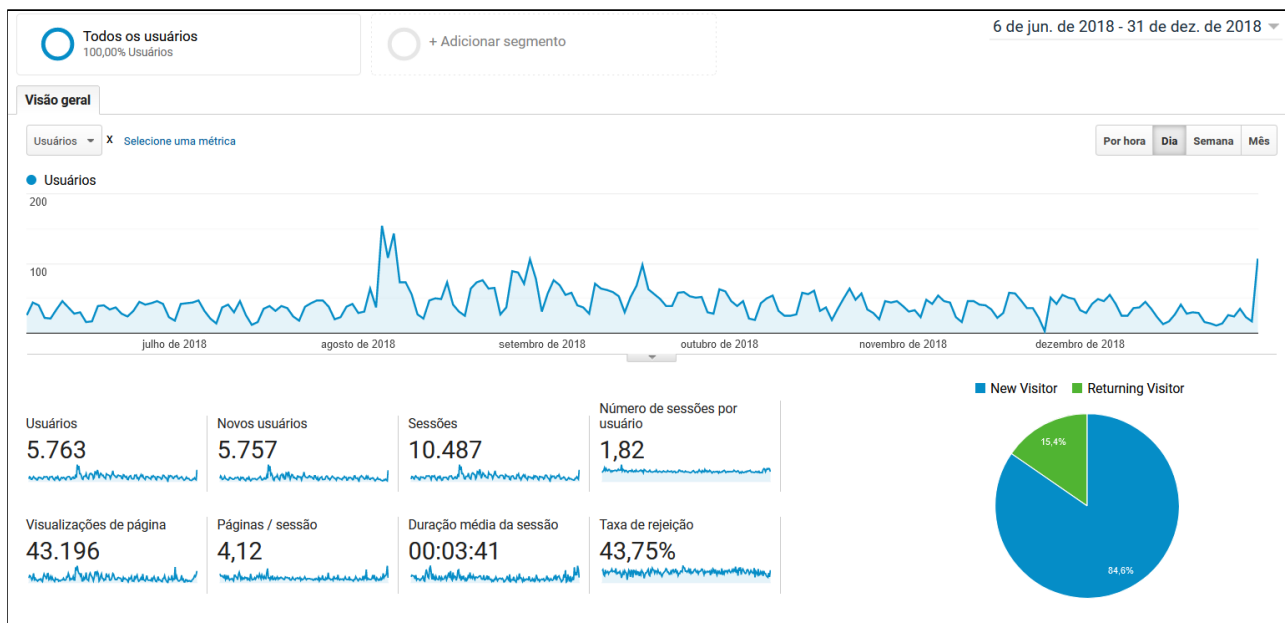 Todos os usuários
100,00% Usuários
+ Adicionar segmento
6 de jun. de 2018 - 31 de dez. de 2018
Visão geral
Usuários
X
Selecione uma métrica
Por hora
Dia
Semana
Mês
Usuários
200
100
julho de 2018
agosto de 2018
setembro de 2018
outubro de 2018
novembro de 2018
dezembro de 2018
New Visitor
Returning Visitor
Usuários
5.763
Novos usuários
5.757
Sessões
10.487
Número de sessões por
usuário
1,82
Visualizações de página
43.196
Páginas / sessão
4,12
Duração média da sessão
00:03:41
Taxa de rejeição
43,75%
15,4%
84,6%